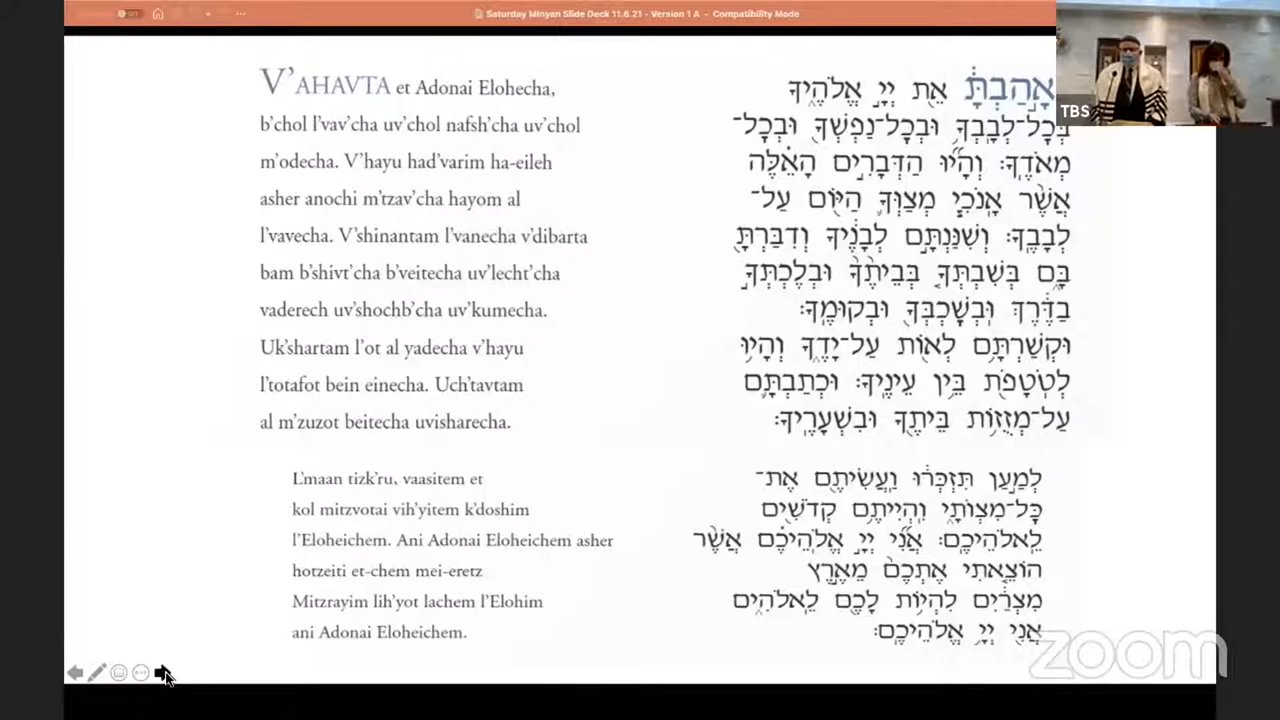 Saturday Minyan Slide Deck 11.6.21 - Version 1 A - Compatibility Mode
TBS
V’AHAVTA et Adonai Elohecha,
b’chol l’vav’cha uv’chol nafsh’cha uv’chol
m’odecha. V’hayu had’varim ha-eileh
asher anochi m’tzav’cha hayom al
l’vavecha. V’shinantam l’vanecha v’dibarta
bam b’shivt’cha b’veitecha uv’lecht’cha
vaderech uv’shochb’cha uv’kumecha.
Uk’shartam l’ot al yadecha v’hayu
l’totafot bein einecha. Uch’tavtam
al m’zuzot beitecha uvisharecha.
L’maan tizk’ru, vaasitem et
kol mitzvotai vih’yitem k’doshim
l’Eloheichem. Ani Adonai Eloheichem asher
hotzeiti et-chem mei-eretz
Mitzrayim lih’yot lachem l’Elohim
ani Adonai Eloheichem.
אָֽהַבְתָּ֔ אֵ֖ת יְיָ֣ אֱלֹהֶ֑יךָ
בְּכׇל־לְבָבְךָ֥ וּבְכׇל־נַפְשְׁךָ֖ וּבְכׇל־
מְאֹדֶֽךָ׃ וְהָי֞וּ הַדְּבָרִ֣ים הָאֵ֗לֶּה
אֲשֶׁ֨ר אָֽנֹכִ֧י מְצַוְּךָ֛ הַיּ֖וֹם עַל־
לְבָבֶֽךָ׃ וְשִׁנַּנְתָּ֣ם לְבָנֶ֔יךָ וְדִבַּרְתָּ֖
בָּ֑ם בְּשִׁבְתְּךָ֤ בְּבֵיתֶ֙ךָ֙ וּבְלֶכְתְּךָ֣
בַדֶּ֔רֶךְ וּֽבְשָׁכְבְּךָ֖ וּבְקוּמֶֽךָ׃
וּקְשַׁרְתָּ֥ם לְא֖וֹת עַל־יָדֶ֑ךָ וְהָי֥וּ
לְטֹטָפֹ֖ת בֵּ֥ין עֵינֶֽיךָ׃ וּכְתַבְתָּ֛ם
עַל־מְזֻז֥וֹת בֵּיתֶ֖ךָ וּבִשְׁעָרֶֽיךָ׃
לְמַ֣עַן תִּזְכְּר֔וּ וַֽעֲשִׂיתֶ֖ם אֶת־
כׇּל־מִצְוֹתָ֑י וִֽהְיִיתֶ֥ם קְדֹשִׁ֖ים
לֵאלֹֽהֵיכֶֽם׃ אֲנִ֞י יְיָ֣ אֱלֹֽהֵיכֶ֗ם אֲשֶׁ֨ר
הוֹצֵ֤אתִי אֶתְכֶם֙ מֵאֶ֣רֶץ
מִצְרַ֔יִם לִֽהְי֥וֹת לָכֶ֖ם לֵֽאלֹהִ֑ים
אֲנִ֖י יְיָ֥ אֱלֹהֵיכֶֽם׃
zoom